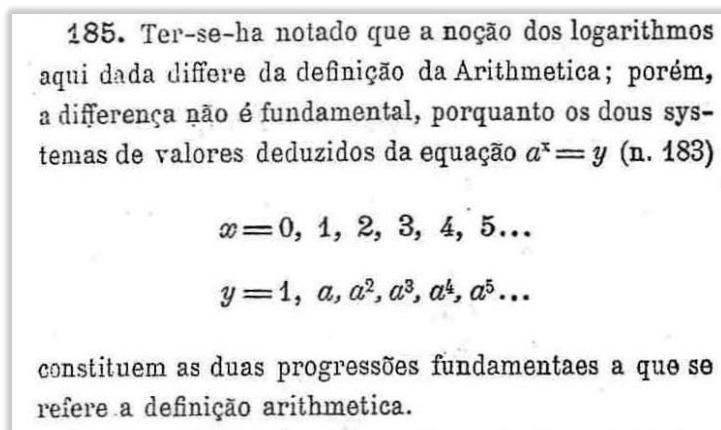 185. Ter-se-ha notado que a noção dos logarithmos
aqui dada differe da definição da Arithmetica; porém,
a differença não é fundamental, porquanto os dous sys-
temas de valores deduzidos da equação aˣ = y (n. 183)
x = 0, 1, 2, 3, 4, 5...
y = 1, a, a², a³, a⁴, a⁵...
constituem as duas progressões fundamentaes a que se
refere a definição arithmetica.